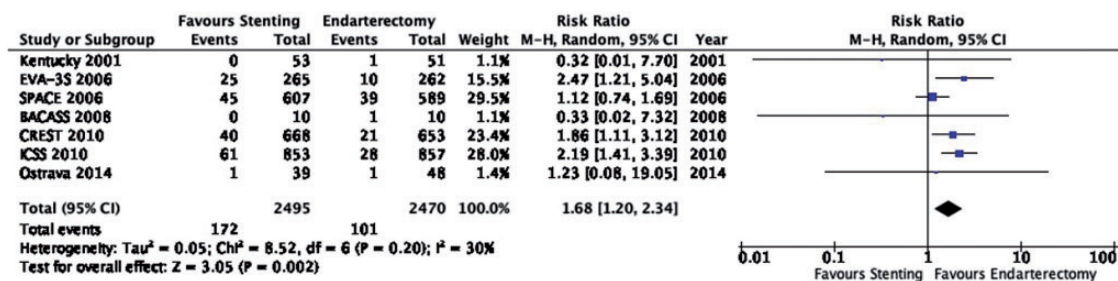 Favours Stenting Endarterectomy Risk Ratio Risk Ratio
Study or Subgroup Events Total Events Total Weight M-H, Random, 95% CI Year M-H, Random, 95% CI
Kentucky 2001 0 53 1 51 1.1% 0.32 [0.01, 7.70] 2001
EVA-3S 2006 25 265 10 262 15.5% 2.47 [1.21, 5.04] 2006
SPACE 2006 45 607 39 589 29.5% 1.12 [0.74, 1.69] 2006
BACASS 2008 0 10 1 10 1.1% 0.33 [0.02, 7.32] 2008
CREST 2010 40 668 21 653 23.4% 1.86 [1.11, 3.12] 2010
ICSS 2010 61 853 28 857 28.0% 2.19 [1.41, 3.39] 2010
Ostrava 2014 1 39 1 48 1.4% 1.23 [0.08, 19.05] 2014
Total (95% CI) 2495 2470 100.0% 1.68 [1.20, 2.34]
Total events 172 101
Heterogeneity: Tau² = 0.05; Chi² = 8.52, df = 6 (P = 0.20); I² = 30%
Test for overall effect: Z = 3.05 (P = 0.002)
0.01 0.1 1 10 100
Favours Stenting Favours Endarterectomy